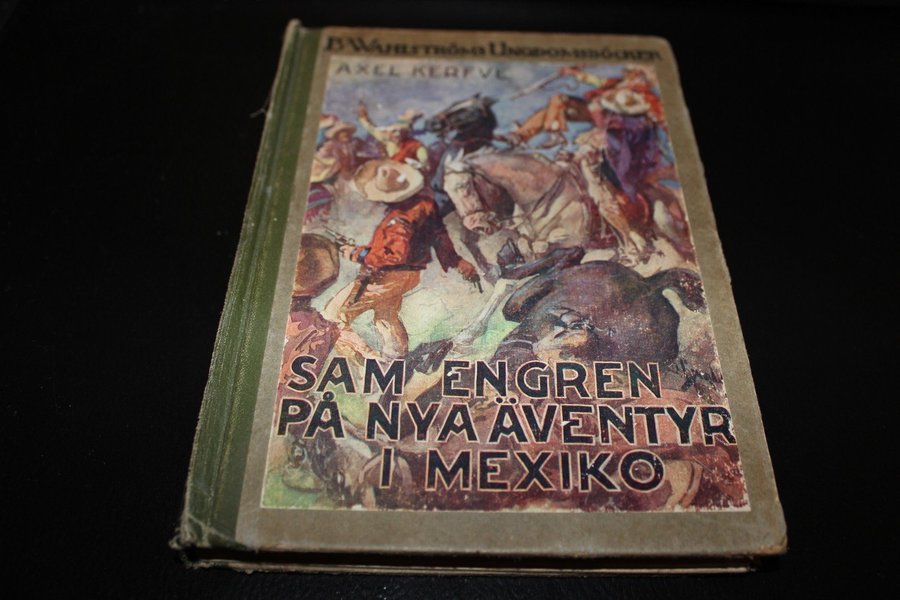 B. WAHLSTRÖMS UNGDOMSBÖCKER
AXEL KERFVE
SAM ENGREN
PÅ NYA ÄVENTYR
I MEXIKO